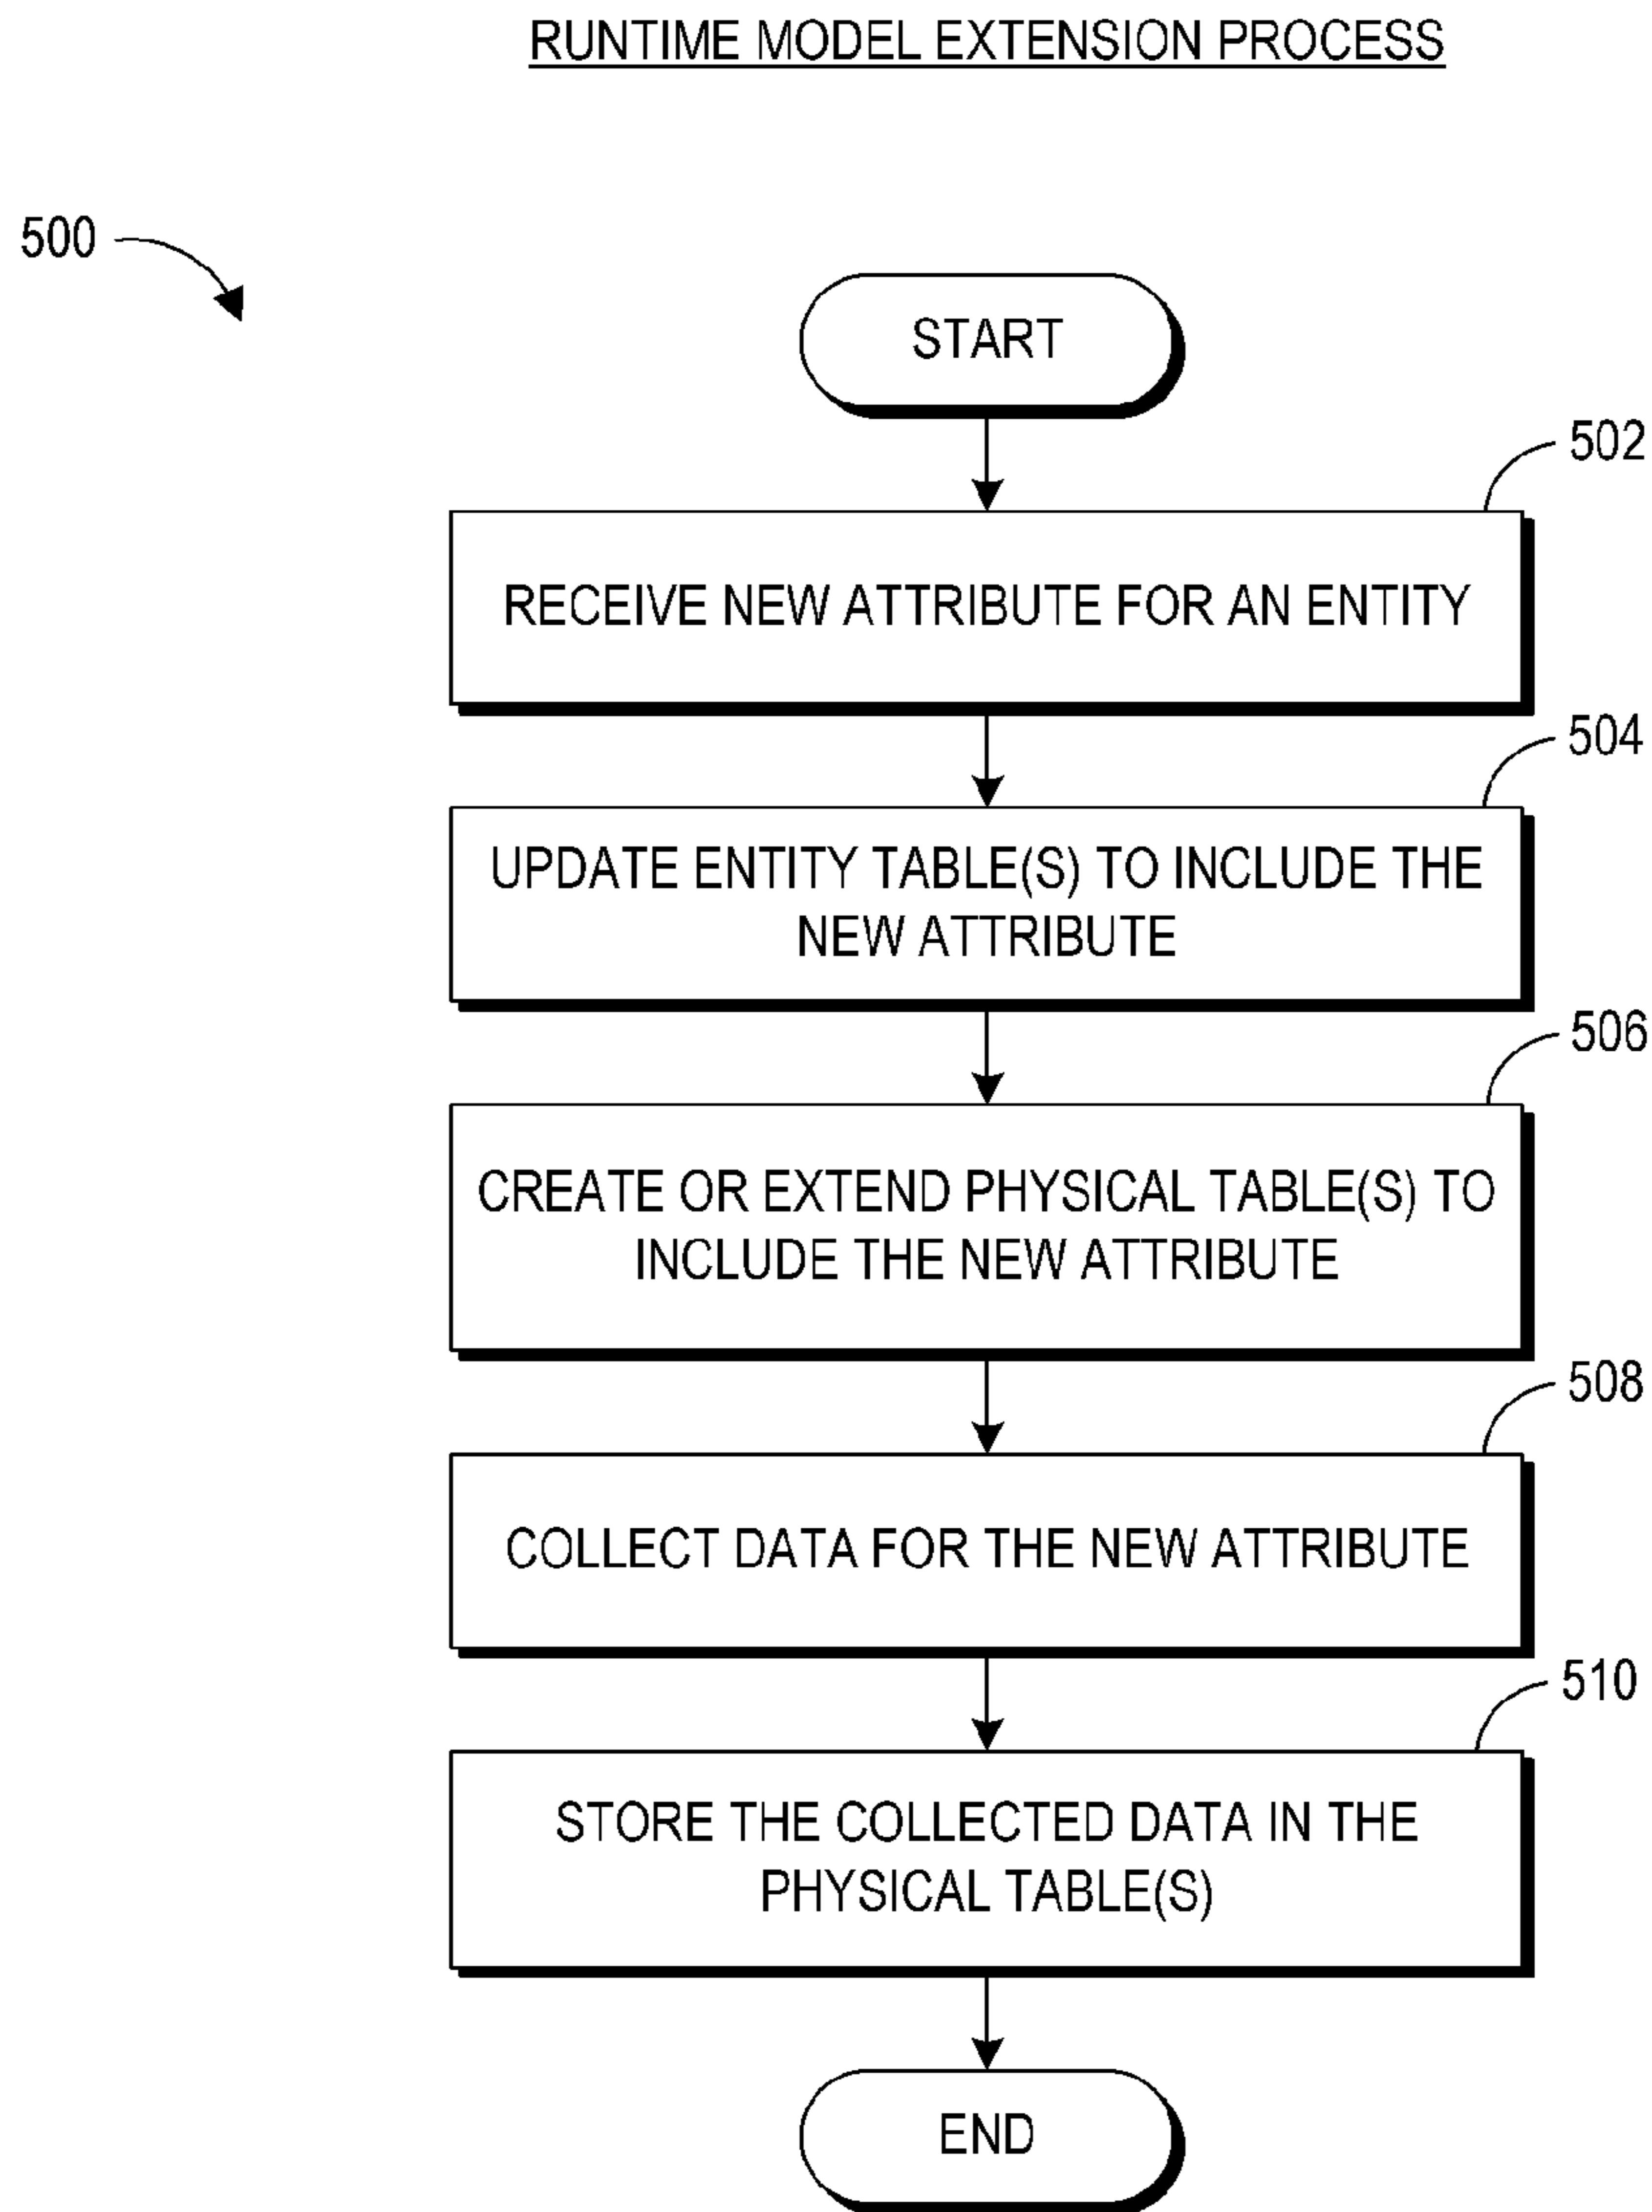 RUNTIME MODEL EXTENSION PROCESS
500
START
502
RECEIVE NEW ATTRIBUTE FOR AN ENTITY
504
UPDATE ENTITY TABLE(S) TO INCLUDE THE
NEW ATTRIBUTE
506
CREATE OR EXTEND PHYSICAL TABLE(S) TO
INCLUDE THE NEW ATTRIBUTE
508
COLLECT DATA FOR THE NEW ATTRIBUTE
510
STORE THE COLLECTED DATA IN THE
PHYSICAL TABLE(S)
END